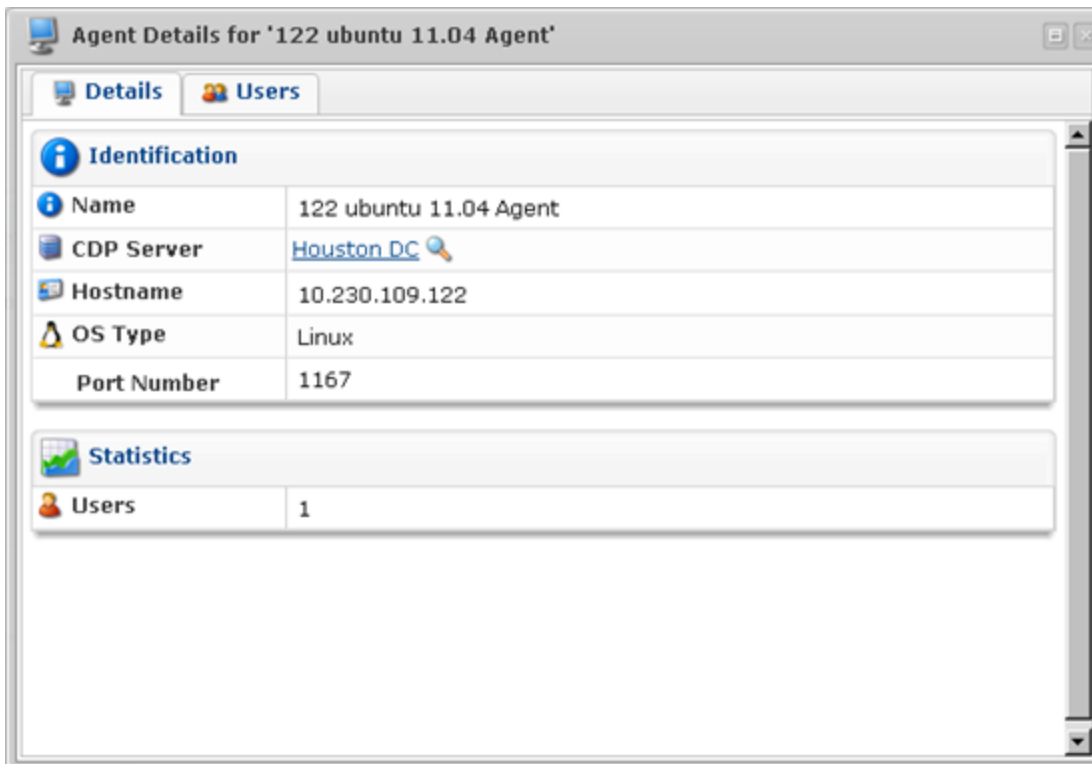 Agent Details for '122 ubuntu 11.04 Agent'
Details Users
Identification
Name 122 ubuntu 11.04 Agent
CDP Server Houston DC
Hostname 10.230.109.122
OS Type Linux
Port Number 1167
Statistics
Users 1